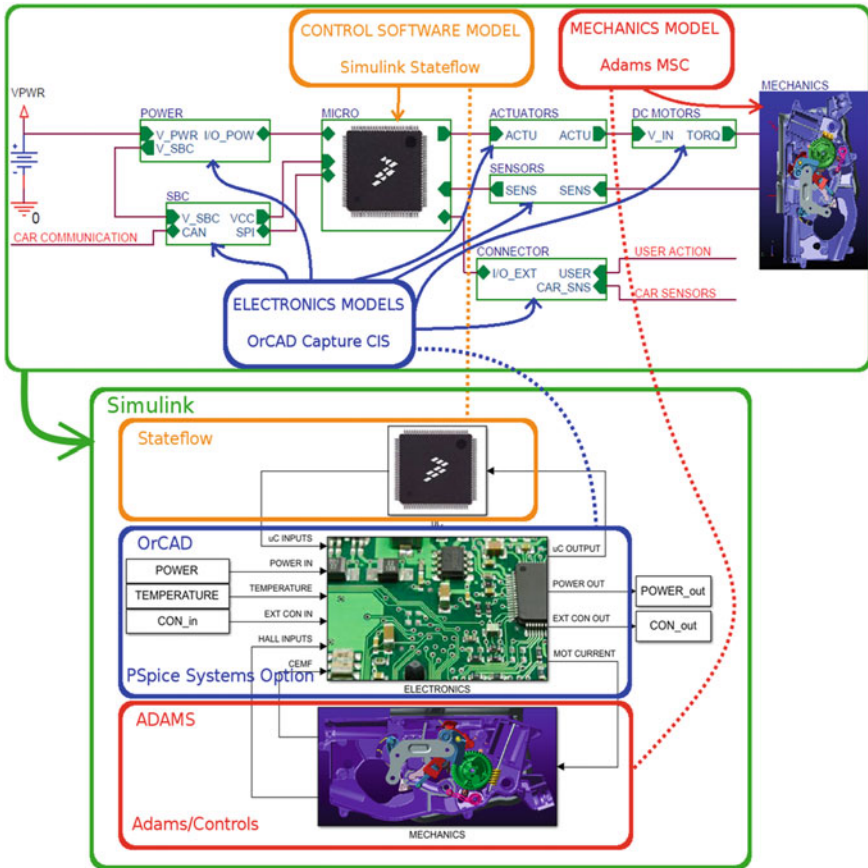 CONTROL SOFTWARE MODEL
Simulink Stateflow
MECHANICS MODEL
Adams MSC
MECHANICS
VPWR
POWER
V_PWR I/O_POW
V_SBC
MICRO
ACTUATORS
ACTU ACTU
DC MOTORS
V_IN TORQ
SENSORS
SENS SENS
0
SBC
V_SBC VCC
CAN SPI
CAR COMMUNICATION
CONNECTOR
I/O_EXT USER
CAR_SNS
USER ACTION
CAR SENSORS
ELECTRONICS MODELS
OrCAD Capture CIS
Simulink
Stateflow
uC INPUTS
uC OUTPUT
OrCAD
POWER
POWER IN
TEMPERATURE
TEMPERATURE
CON_in
EXT CON IN
HALL INPUTS
CEMF
POWER OUT
POWER_out
EXT CON OUT
CON_out
MOT CURRENT
PSpice Systems Option
ELECTRONICS
ADAMS
Adams/Controls
MECHANICS